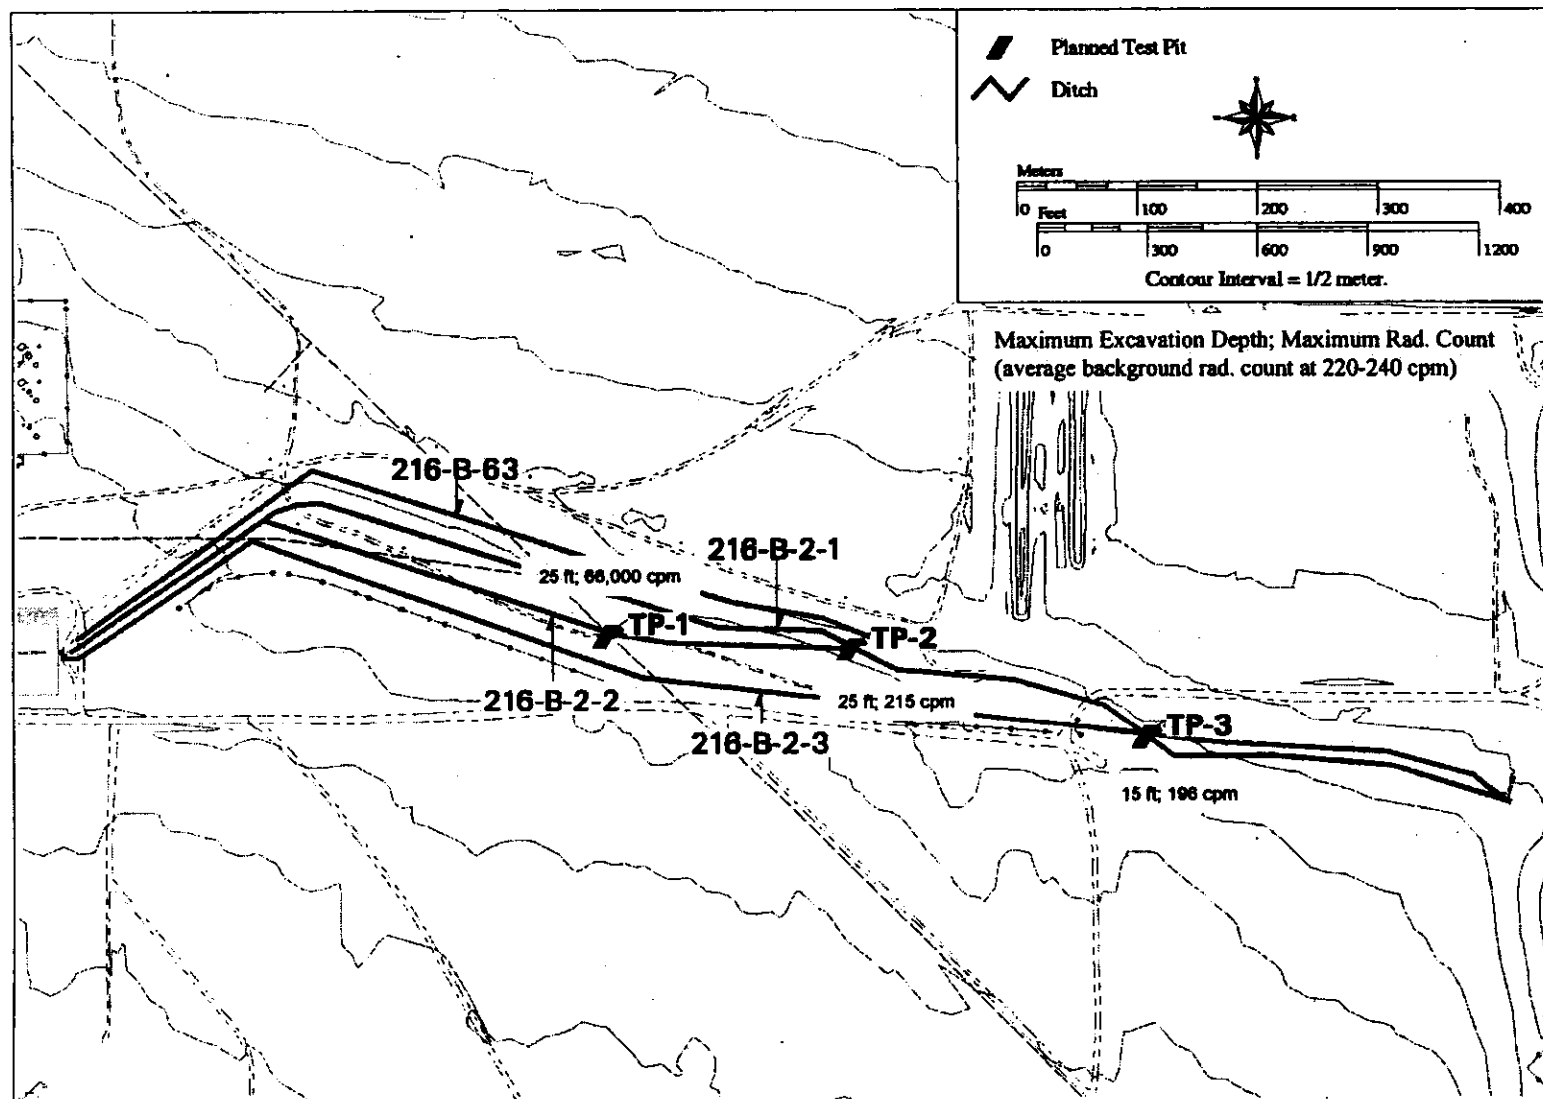 Planned Test Pit
Ditch
Meters
0 100 200 300 400
Feet
0 300 600 900 1200
Contour Interval = 1/2 meter.
Maximum Excavation Depth; Maximum Rad. Count
(average background rad. count at 220-240 cpm)
216-B-63
216-B-2-1
25 ft; 66,000 cpm
TP-1
TP-2
216-B-2-2
25 ft; 215 cpm
216-B-2-3
TP-3
15 ft; 196 cpm